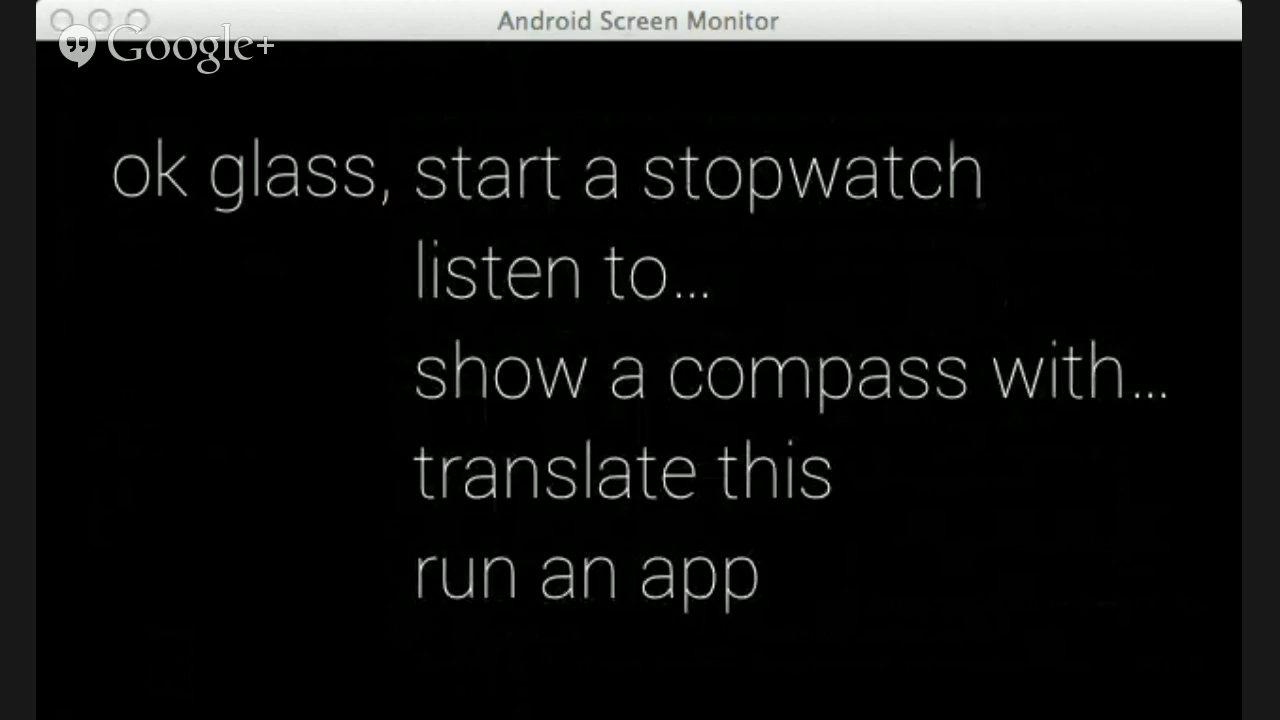 Android Screen Monitor
Google+
ok glass, start a stopwatch
listen to...
show a compass with...
translate this
run an app